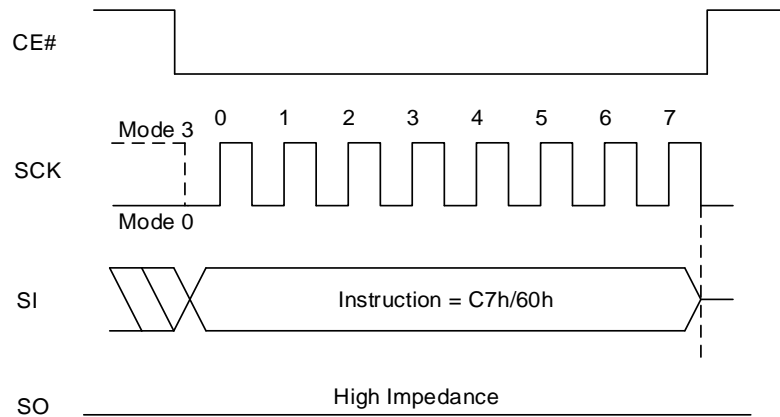 CE#
0 1 2 3 4 5 6 7
Mode 3
SCK
Mode 0
SI
Instruction = C7h/60h
High Impedance
SO